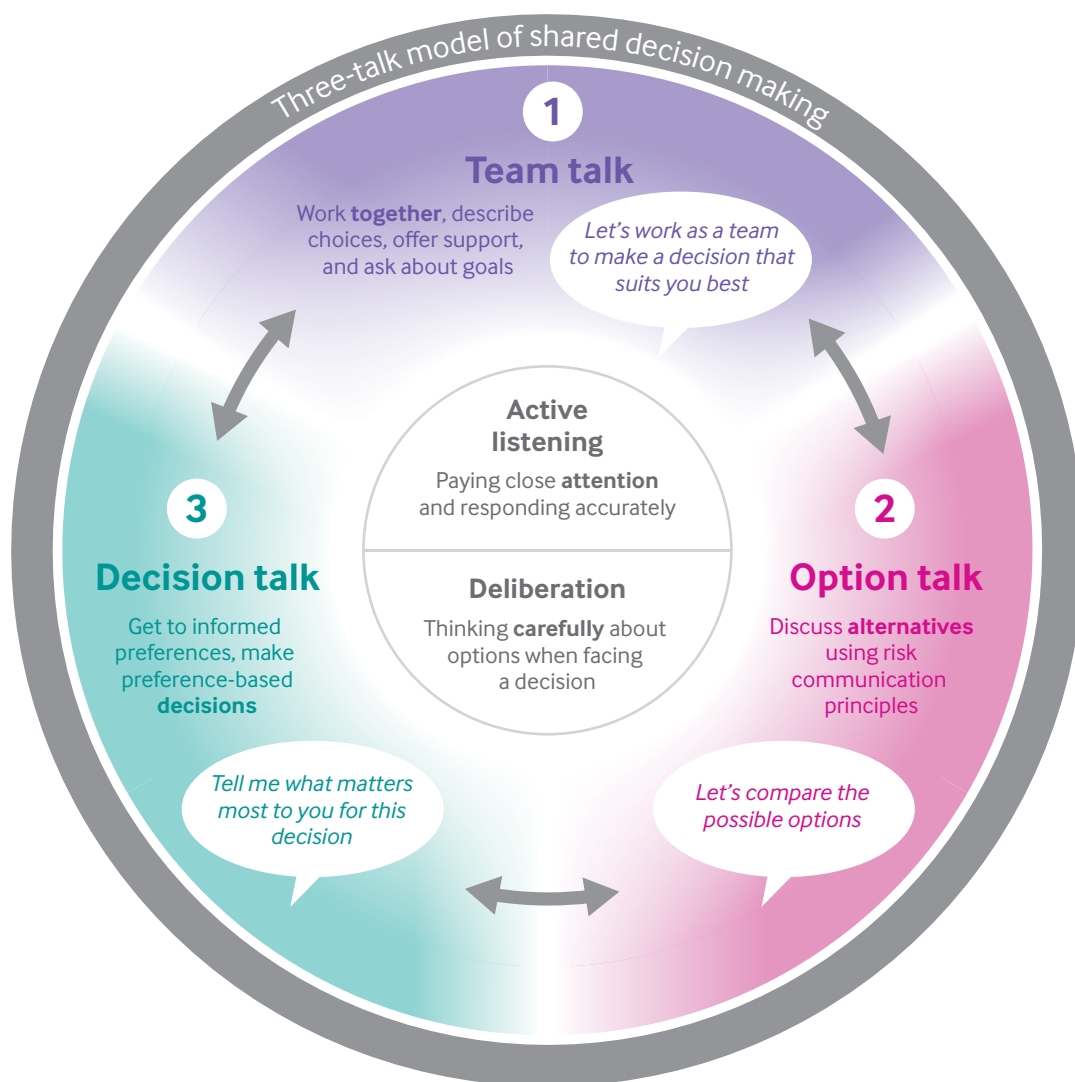 Three-talk model of shared decision making
1
Team talk
Work together, describe
choices, offer support,
and ask about goals
Let’s work as a team
to make a decision that
suits you best
Active
listening
Paying close attention
and responding accurately
Deliberation
Thinking carefully about
options when facing
a decision
2
Option talk
Discuss alternatives
using risk
communication
principles
Let’s compare the
possible options
3
Decision talk
Get to informed
preferences, make
preference-based
decisions
Tell me what matters
most to you for this
decision